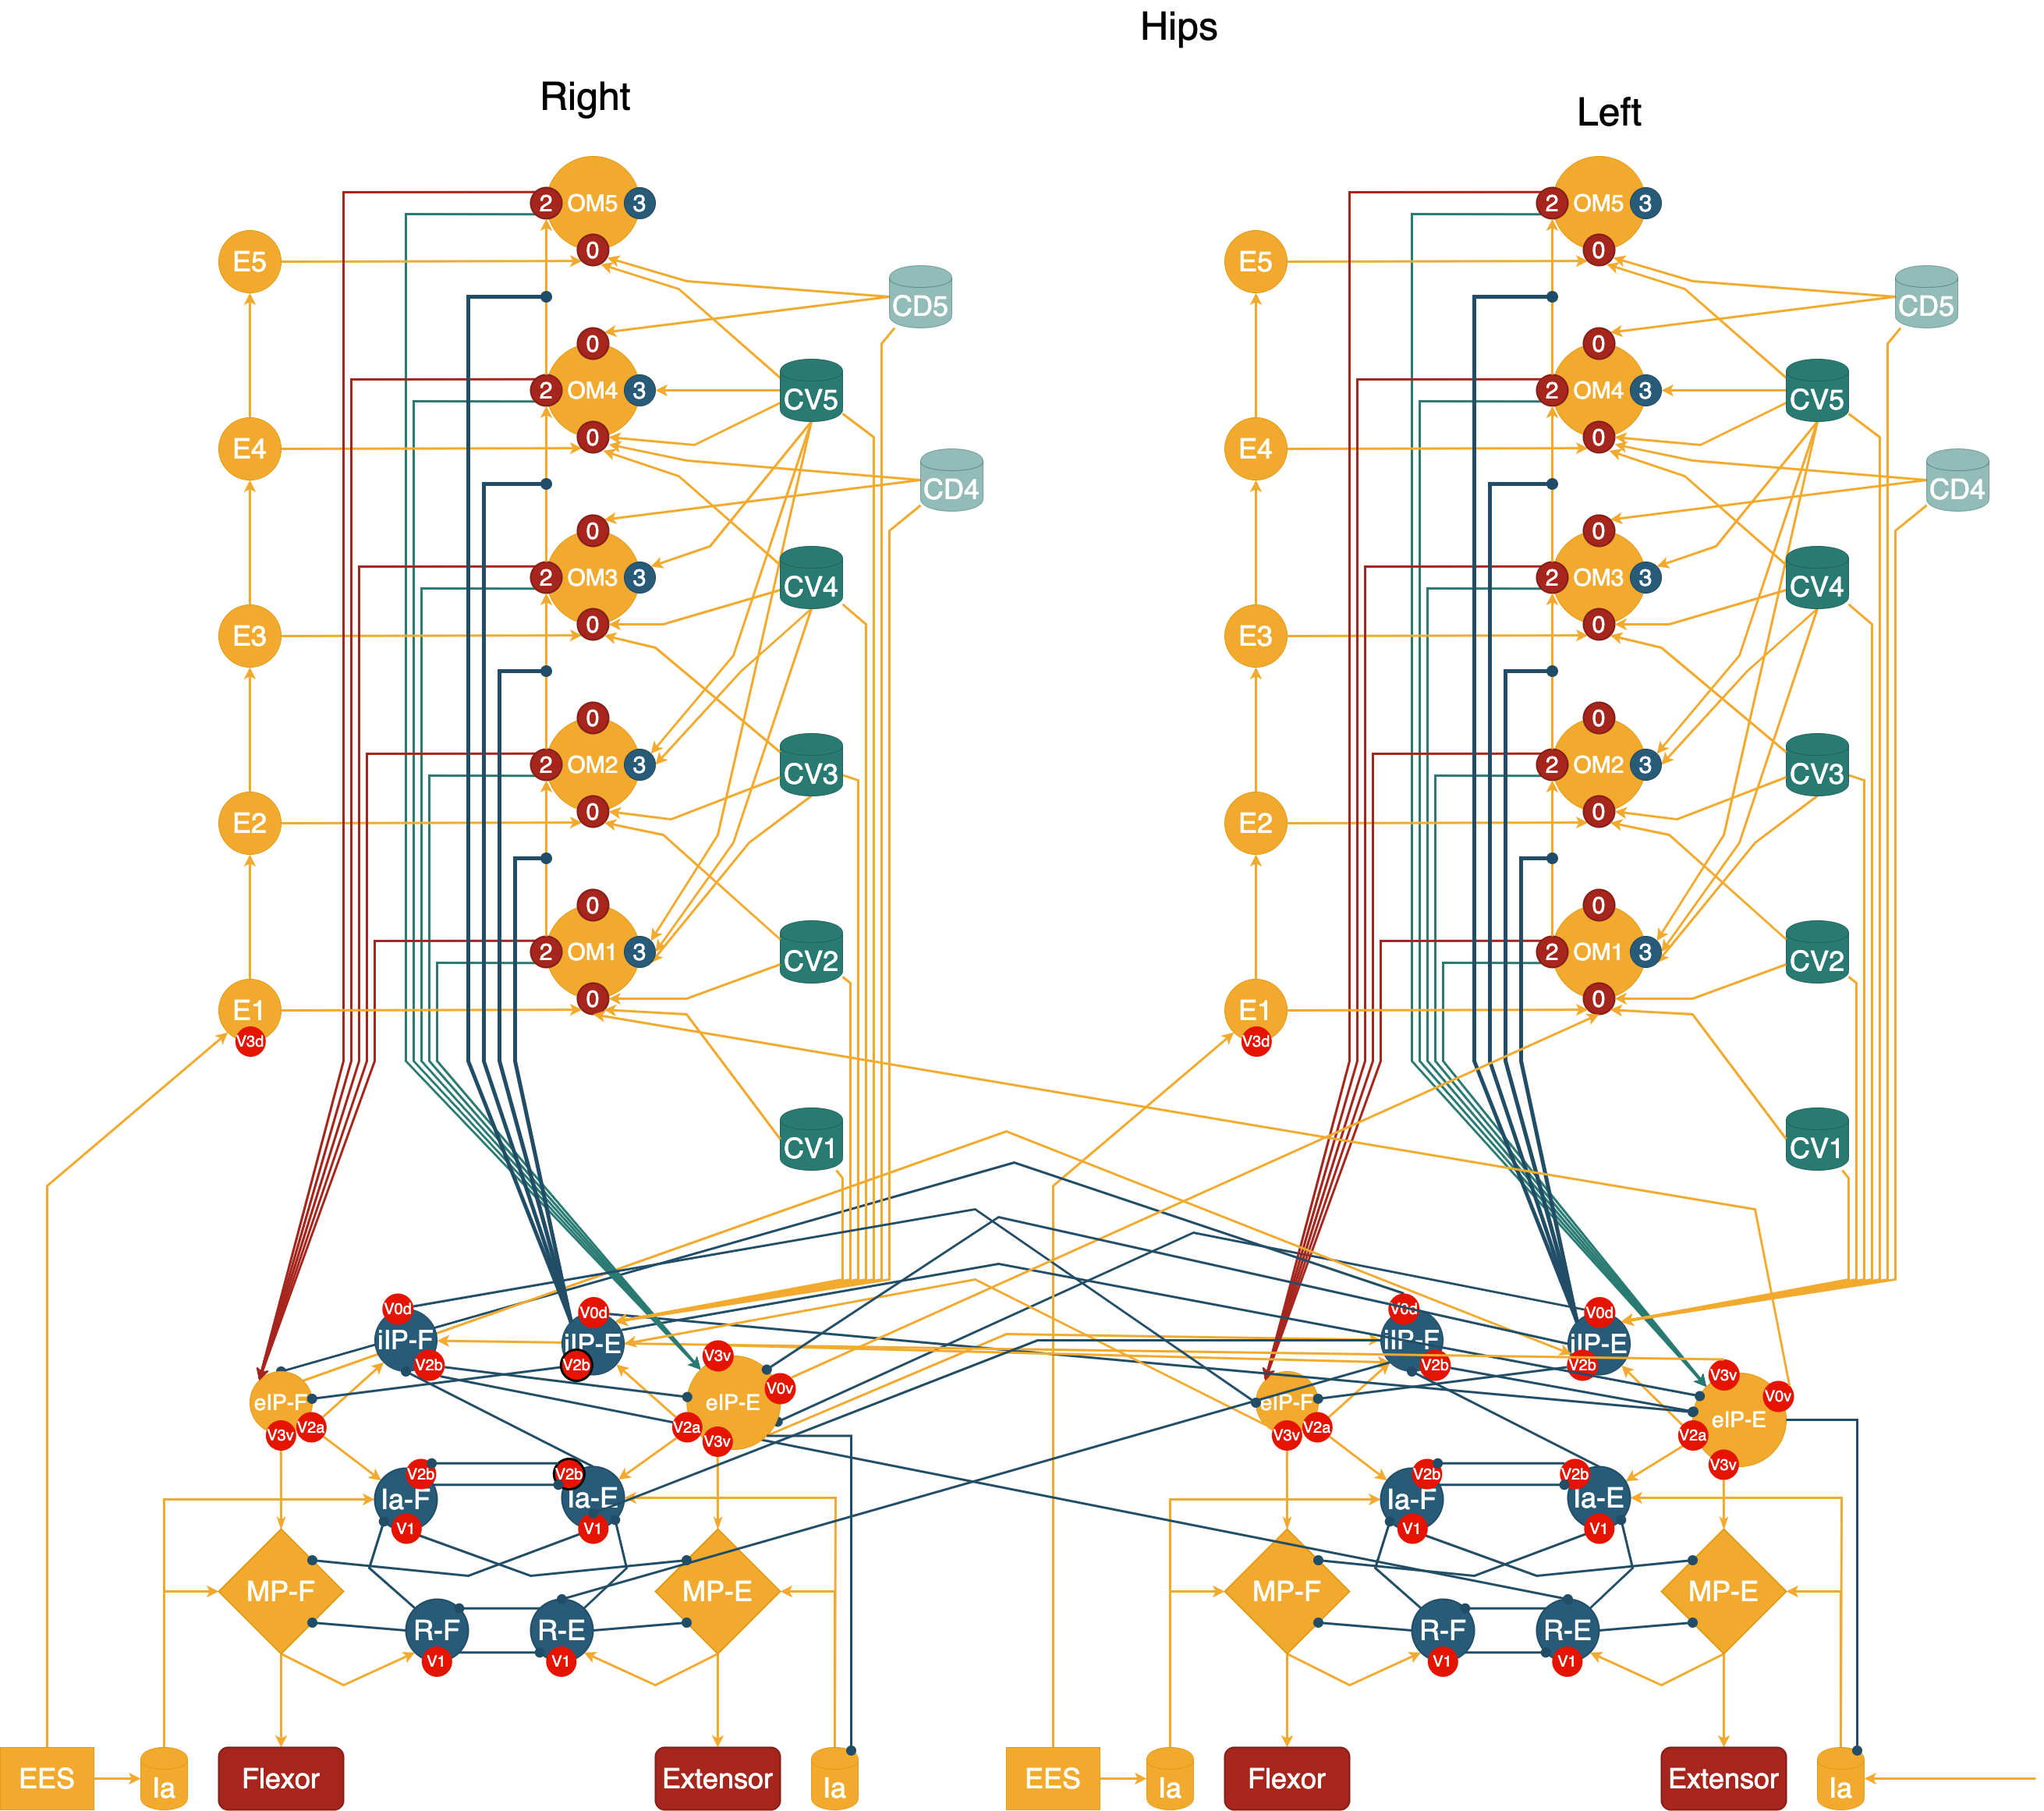 Hips
Right
Left
2 OM5 3
0
E5
CD5
0
2 OM4 3
CV5
0
E4
CD4
0
2 OM3 3
CV4
0
E3
0
2 OM2 3
CV3
0
E2
0
2 OM1 3
CV2
0
E1
V3d
CV1
2 OM5 3
0
E5
CD5
0
2 OM4 3
CV5
0
E4
CD4
0
2 OM3 3
CV4
0
E3
0
2 OM2 3
CV3
0
E2
0
2 OM1 3
CV2
0
E1
V3d
CV1
V0d
iIP-F
V2b
V0d
iIP-E
V2b
V3v
V0v
eIP-F
eIP-E
V3v
V2a
V2a
V3v
V2b
Ia-F
V1
V2b
Ia-E
V1
MP-F
MP-E
R-F
V1
R-E
V1
EES
Ia
Flexor
Extensor
Ia
V0d
iIP-F
V2b
V0d
iIP-E
V2b
V3v
V0v
eIP-F
eIP-E
V3v
V2a
V2a
V3v
V2b
Ia-F
V1
V2b
Ia-E
V1
MP-F
MP-E
R-F
V1
R-E
V1
EES
Ia
Flexor
Extensor
Ia